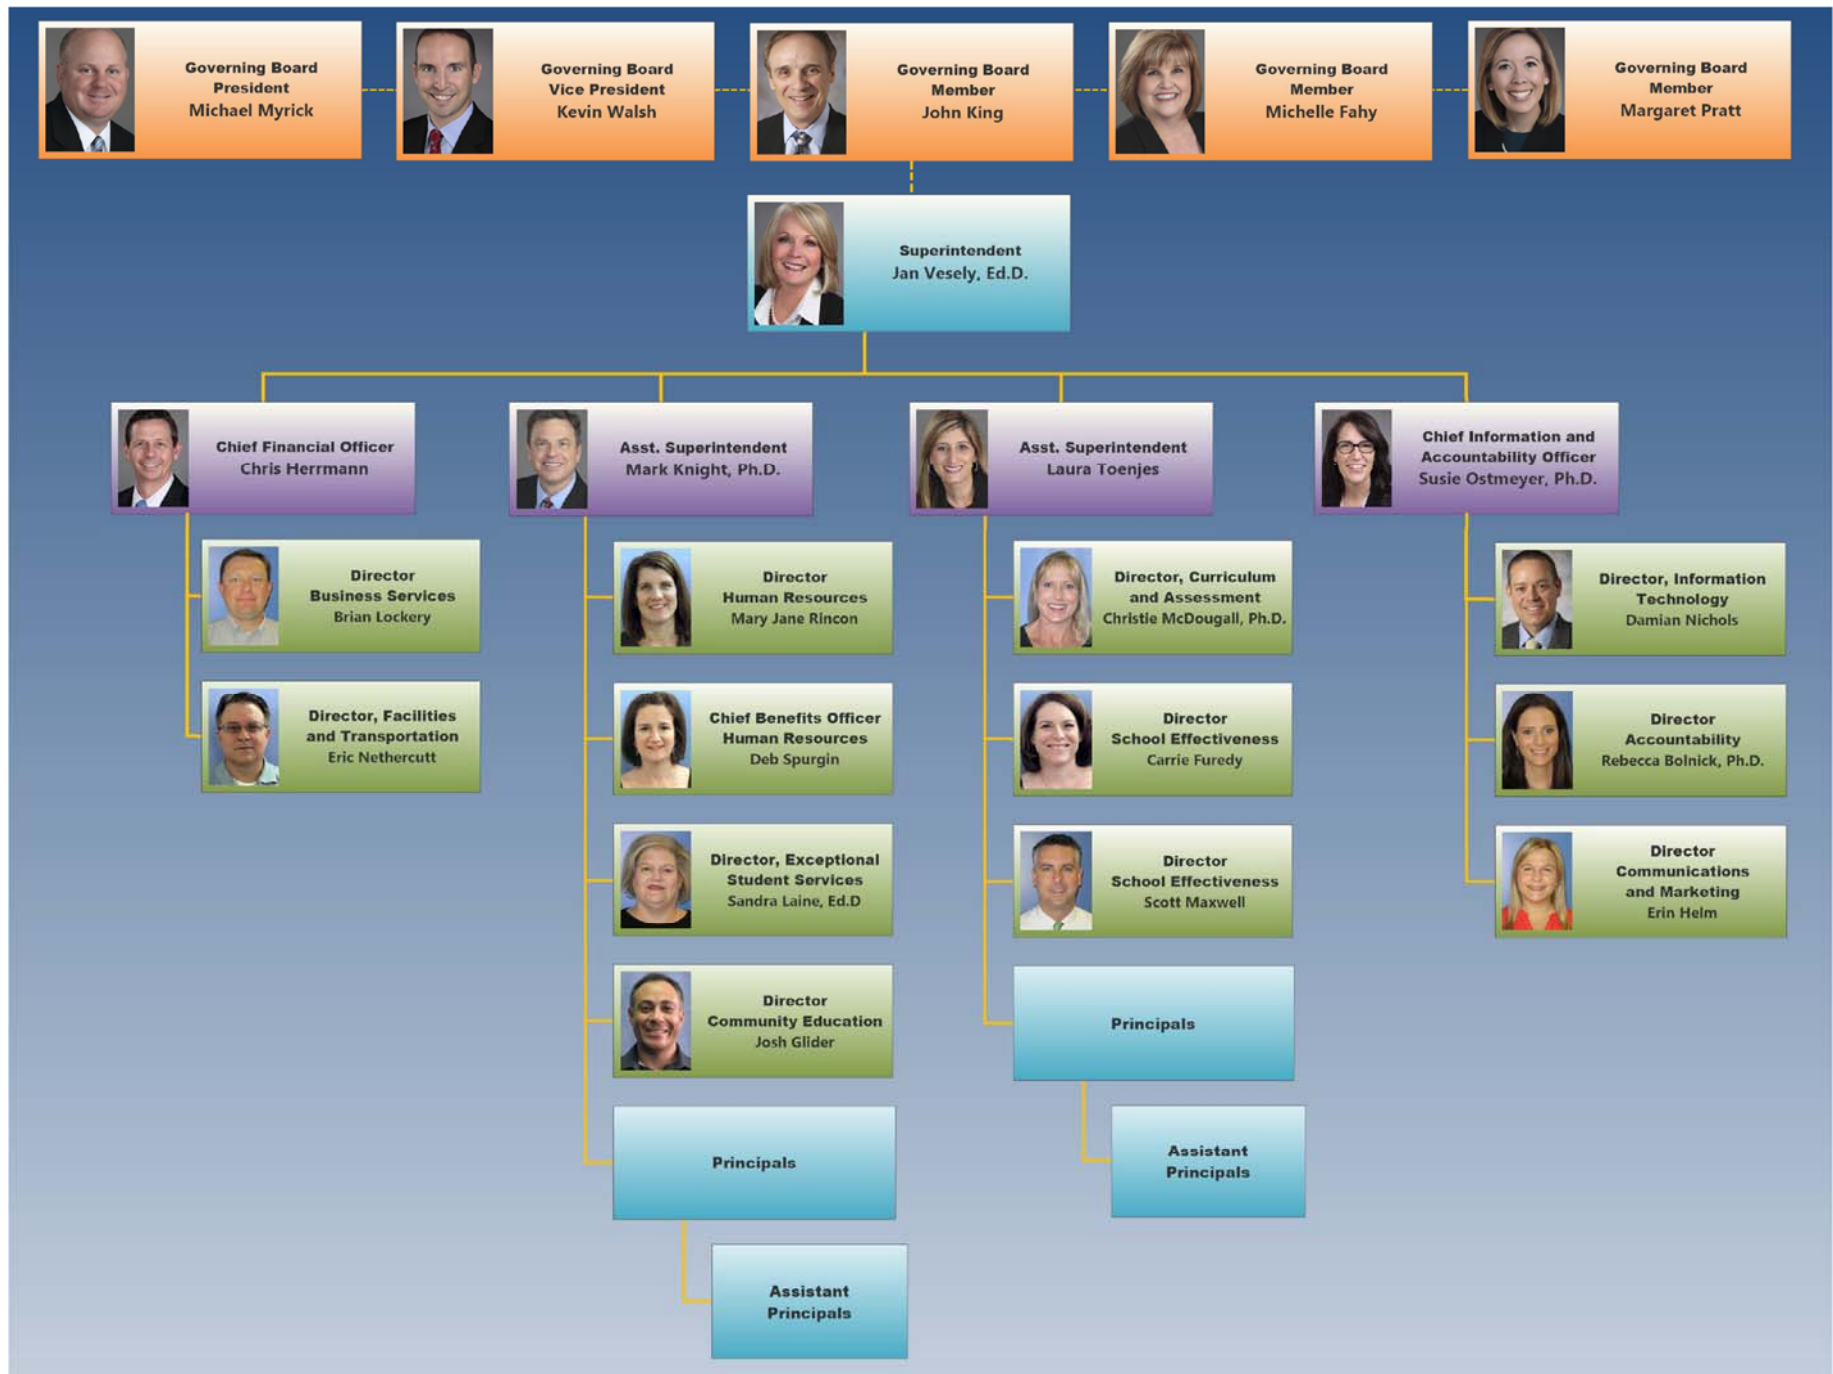 Governing Board
President
Michael Myrick
Governing Board
Vice President
Kevin Walsh
Governing Board
Member
John King
Governing Board
Member
Michelle Fahy
Governing Board
Member
Margaret Pratt
Superintendent
Jan Vesely, Ed.D.
Chief Financial Officer
Chris Herrmann
Asst. Superintendent
Mark Knight, Ph.D.
Asst. Superintendent
Laura Toenjes
Chief Information and
Accountability Officer
Susie Ostmeyer, Ph.D.
Director
Business Services
Brian Lockery
Director, Facilities
and Transportation
Eric Nethercutt
Director
Human Resources
Mary Jane Rincon
Chief Benefits Officer
Human Resources
Deb Spurgin
Director, Exceptional
Student Services
Sandra Laine, Ed.D
Director
Community Education
Josh Glider
Principals
Assistant
Principals
Director, Curriculum
and Assessment
Christie McDougall, Ph.D.
Director
School Effectiveness
Carrie Furedy
Director
School Effectiveness
Scott Maxwell
Principals
Assistant
Principals
Director, Information
Technology
Damian Nichols
Director
Accountability
Rebecca Bolnick, Ph.D.
Director
Communications
and Marketing
Erin Helm